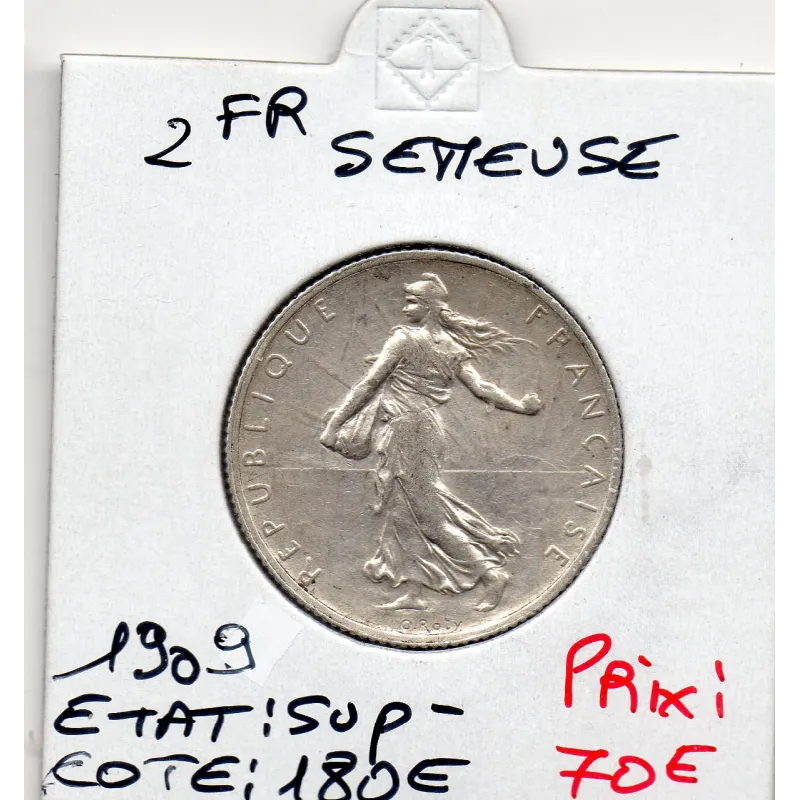 2 FR SEMEUSE
REPUBLIQUE FRANÇAISE
O. Roty
1909
ETAT: SUP-
COTE: 180E
PRix:
70E